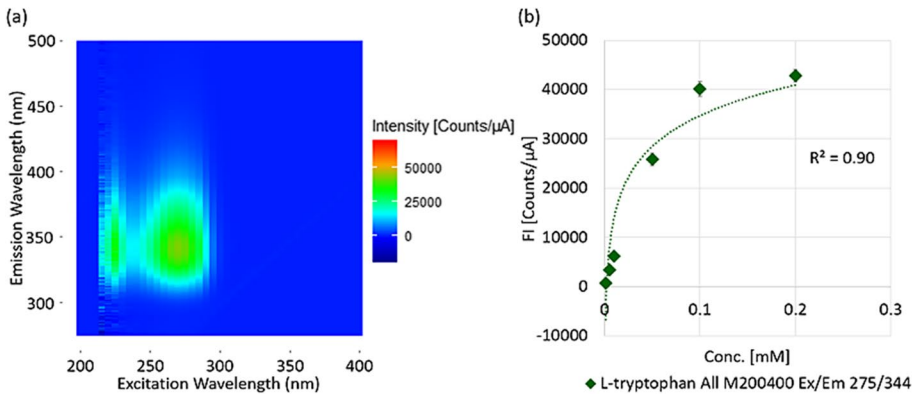 (a)
500
450
400
350
300
Emission Wavelength (nm)
200 250 300 350 400
Excitation Wavelength (nm)
Intensity [Counts/µA]
50000
25000
0
(b)
50000
40000
30000
20000
10000
0
-10000
FI [Counts/µA]
R² = 0.90
0 0.1 0.2 0.3
Conc. [mM]
L-tryptophan All M200400 Ex/Em 275/344